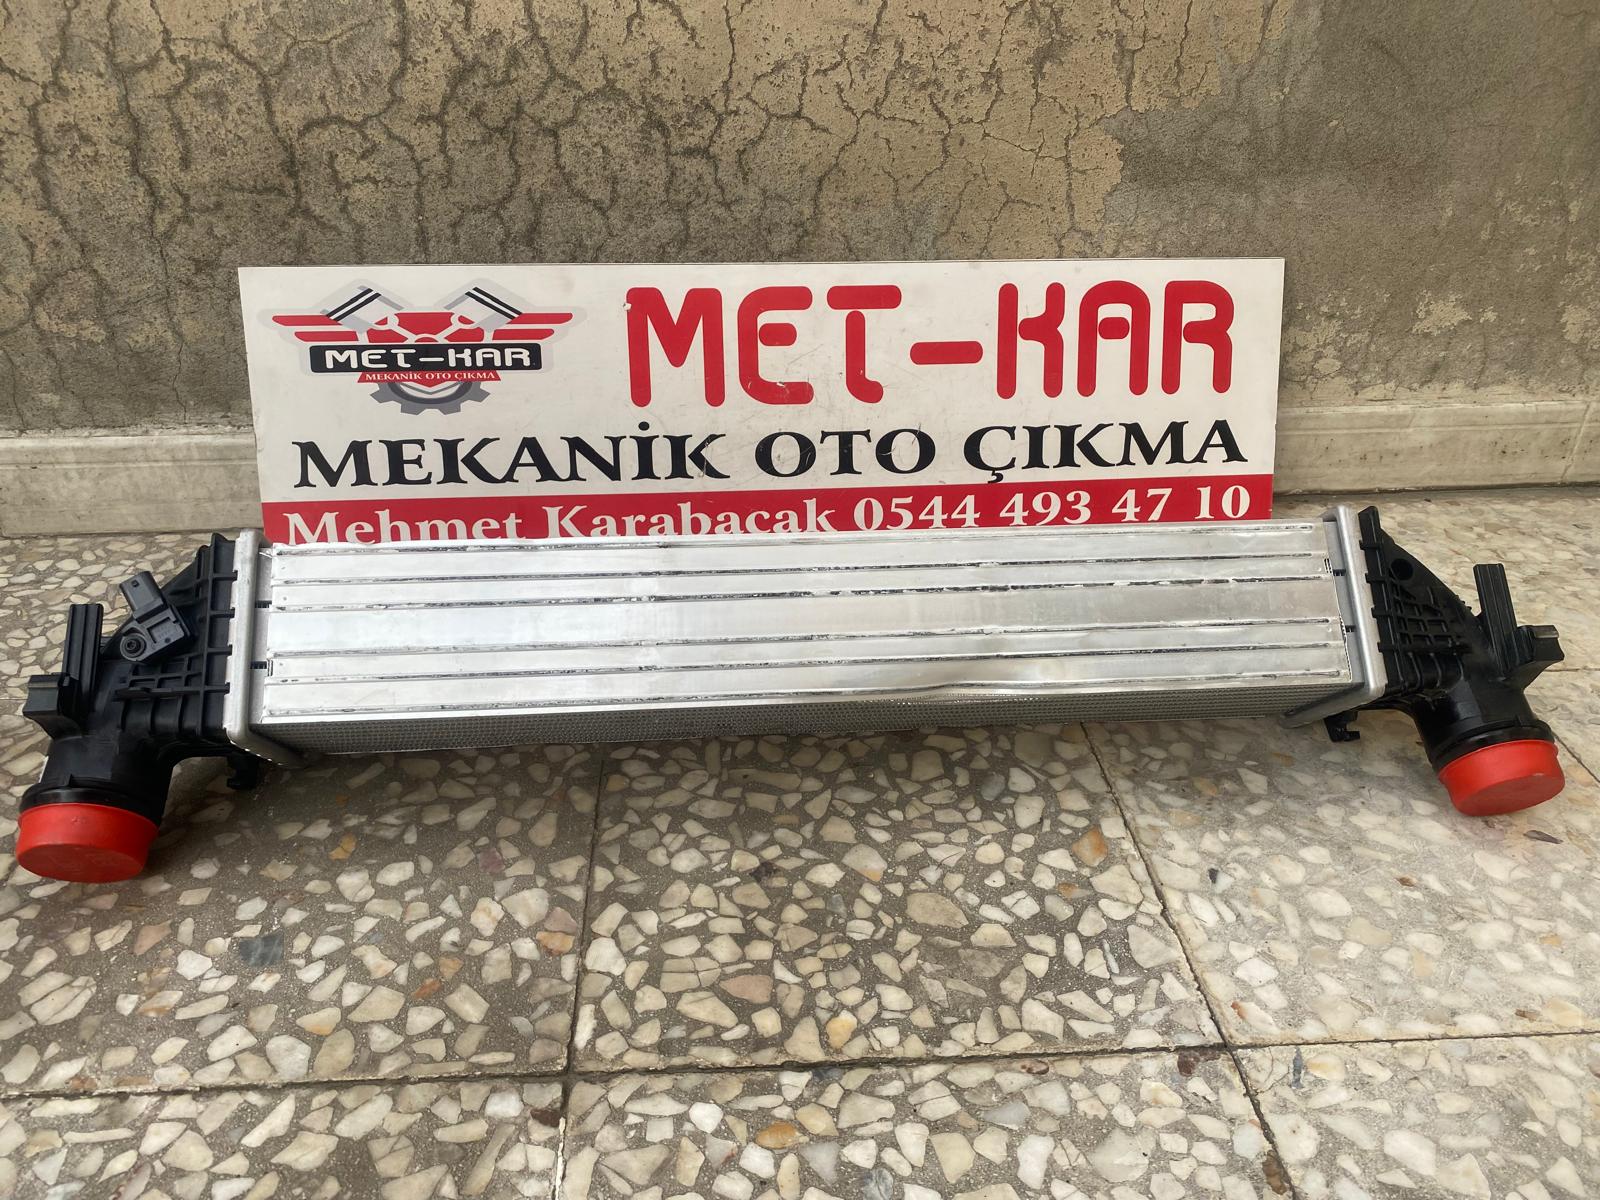 MET-KAR
MEKANİK OTO ÇIKMA
MET-KAR
MEKANİK OTO ÇIKMA
Mehmet Karabacak 0544 493 47 10